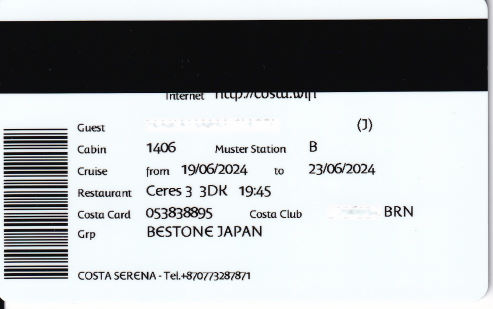 Internet http://costa.wifi
Guest (J)
Cabin 1406 Muster Station B
Cruise from 19/06/2024 to 23/06/2024
Restaurant Ceres 3 3DK 19:45
Costa Card 053838895 Costa Club BRN
Grp BESTONE JAPAN
COSTA SERENA - Tel.+870773287871